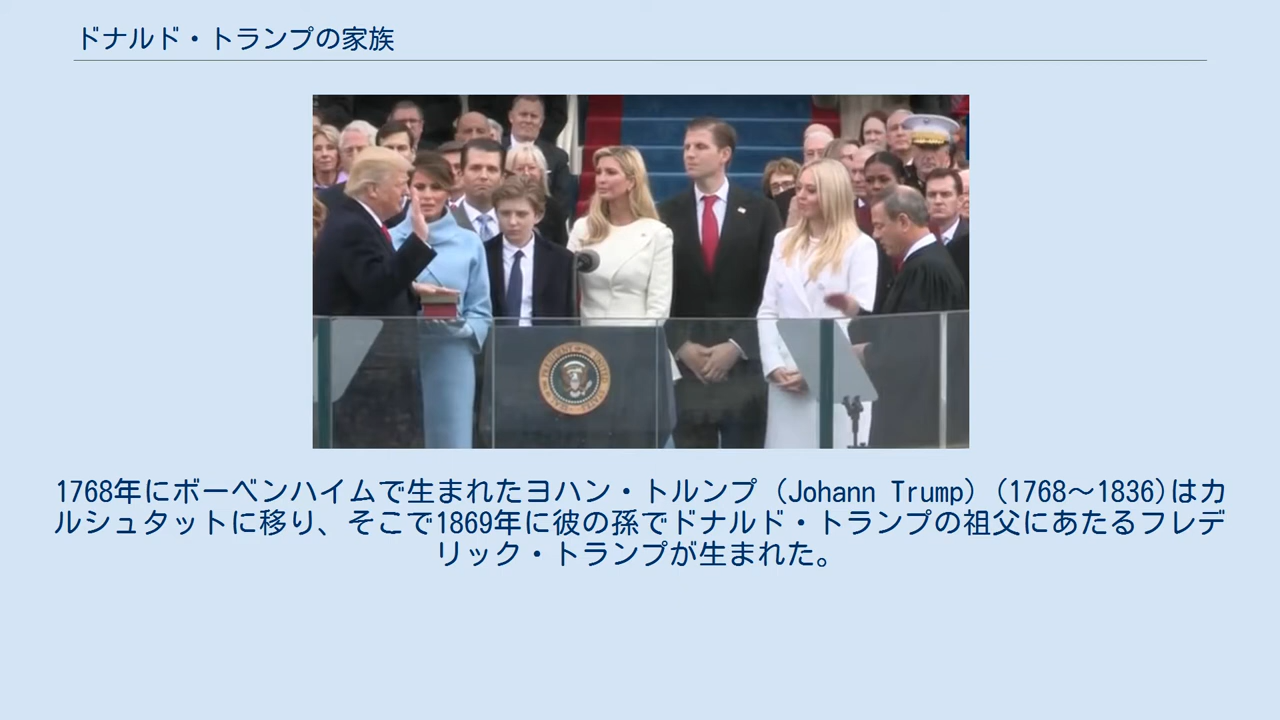 ドナルド・トランプの家族
1768年にボーベンハイムで生まれたヨハン・トルンプ (Johann Trump) (1768〜1836)はカ
ルシュタットに移り、そこで1869年に彼の孫でドナルド・トランプの祖父にあたるフレデ
リック・トランプが生まれた。